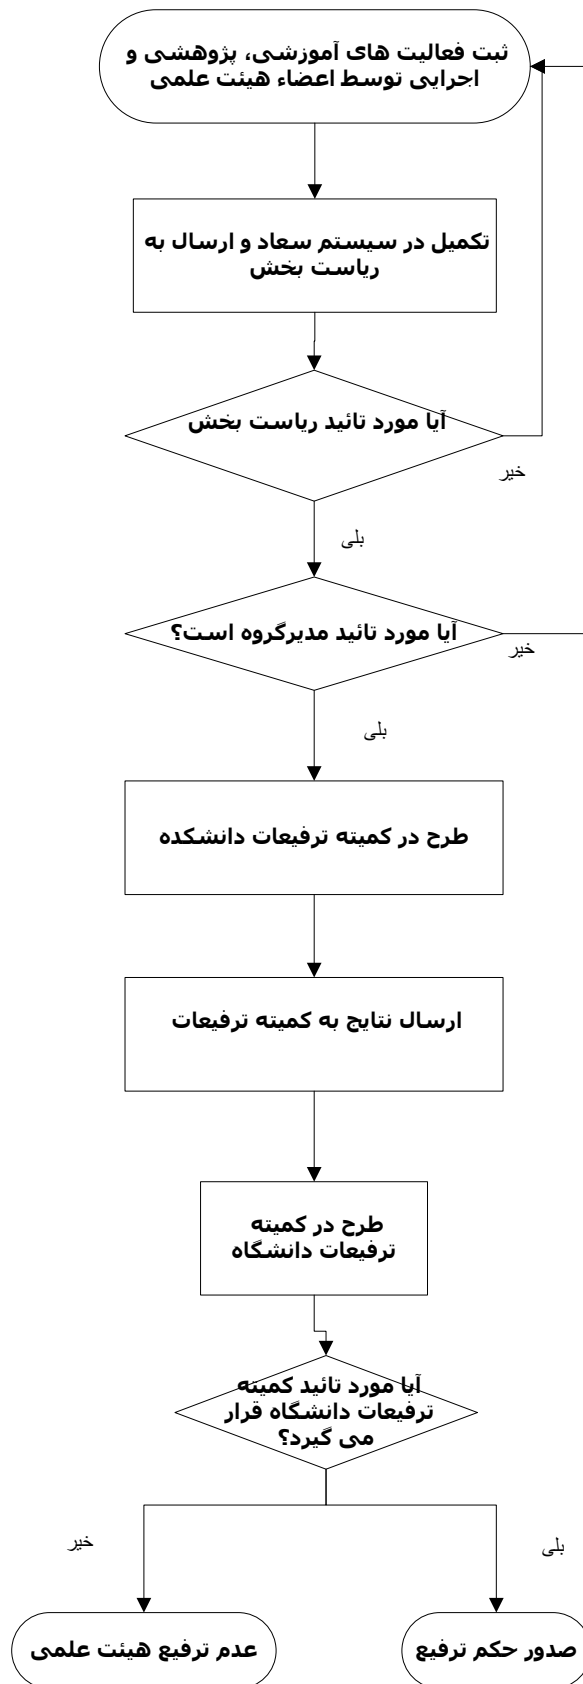 ثبت فعالیت های آموزشی، پژوهشی و
اجرایی توسط اعضاء هیئت علمی
تکمیل در سیستم سعاد و ارسال به
ریاست بخش
آیا مورد تائید ریاست بخش
خیر
بلی
آیا مورد تائید مدیرگروه است؟
خیر
بلی
طرح در کمیته ترفیعات دانشکده
ارسال نتایج به کمیته ترفیعات
طرح در کمیته
ترفیعات دانشگاه
آیا مورد تائید کمیته
ترفیعات دانشگاه قرار
می گیرد؟
بلی
خیر
صدور حکم ترفیع
عدم ترفیع هیئت علمی